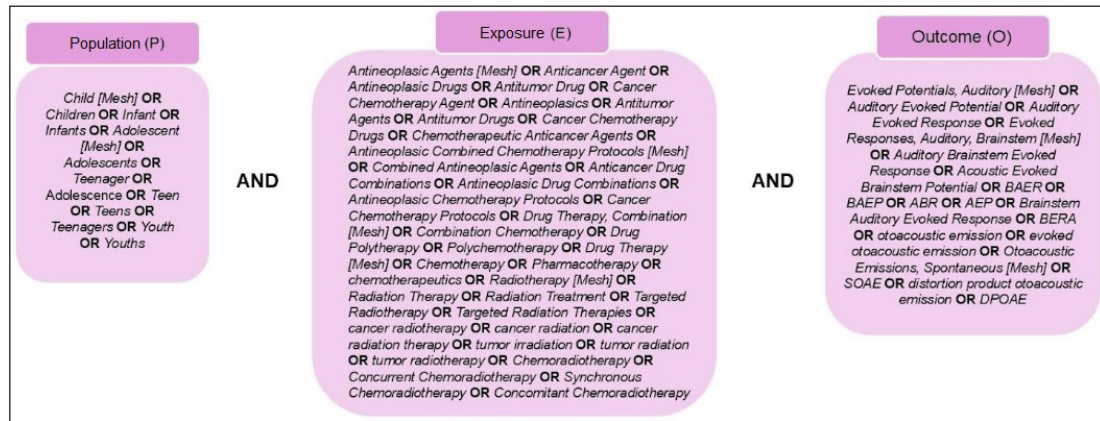 Population (P)
Child [Mesh] OR
Children OR Infant OR
Infants OR Adolescent
[Mesh] OR
Adolescents OR
Teenager OR
Adolescence OR Teen
OR Teens OR
Teenagers OR Youth
OR Youths
AND
Exposure (E)
Antineoplasic Agents [Mesh] OR Anticancer Agent OR
Antineoplasic Drugs OR Antitumor Drug OR Cancer
Chemotherapy Agent OR Antineoplasics OR Antitumor
Agents OR Antitumor Drugs OR Cancer Chemotherapy
Drugs OR Chemotherapeutic Anticancer Agents OR
Antineoplasic Combined Chemotherapy Protocols [Mesh]
OR Combined Antineoplasic Agents OR Anticancer Drug
Combinations OR Antineoplasic Drug Combinations OR
Antineoplasic Chemotherapy Protocols OR Cancer
Chemotherapy Protocols OR Drug Therapy, Combination
[Mesh] OR Combination Chemotherapy OR Drug
Polytherapy OR Polychemotherapy OR Drug Therapy
[Mesh] OR Chemotherapy OR Pharmacotherapy OR
chemotherapeutics OR Radiotherapy [Mesh] OR
Radiation Therapy OR Radiation Treatment OR Targeted
Radiotherapy OR Targeted Radiation Therapies OR
cancer radiotherapy OR cancer radiation OR cancer
radiation therapy OR tumor irradiation OR tumor radiation
OR tumor radiotherapy OR Chemoradiotherapy OR
Concurrent Chemoradiotherapy OR Synchronous
Chemoradiotherapy OR Concomitant Chemoradiotherapy
AND
Outcome (O)
Evoked Potentials, Auditory [Mesh] OR
Auditory Evoked Potential OR Auditory
Evoked Response OR Evoked
Responses, Auditory, Brainstem [Mesh]
OR Auditory Brainstem Evoked
Response OR Acoustic Evoked
Brainstem Potential OR BAER OR
BAEP OR ABR OR AEP OR Brainstem
Auditory Evoked Response OR BERA
OR otoacoustic emission OR evoked
otoacoustic emission OR Otoacoustic
Emissions, Spontaneous [Mesh] OR
SOAE OR distortion product otoacoustic
emission OR DPOAE